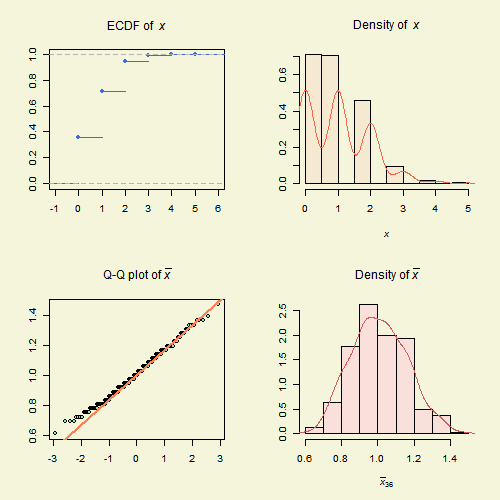 ECDF of x
1.0
0.8
0.6
0.4
0.2
0.0
-1 0 1 2 3 4 5 6
Density of x
0.6
0.4
0.2
0.0
0 1 2 3 4 5
x
Q-Q plot of x̅
1.4
1.2
1.0
0.8
0.6
-3 -2 -1 0 1 2 3
Density of x̅
2.5
2.0
1.5
1.0
0.5
0.0
0.6 0.8 1.0 1.2 1.4
x̅₃₆